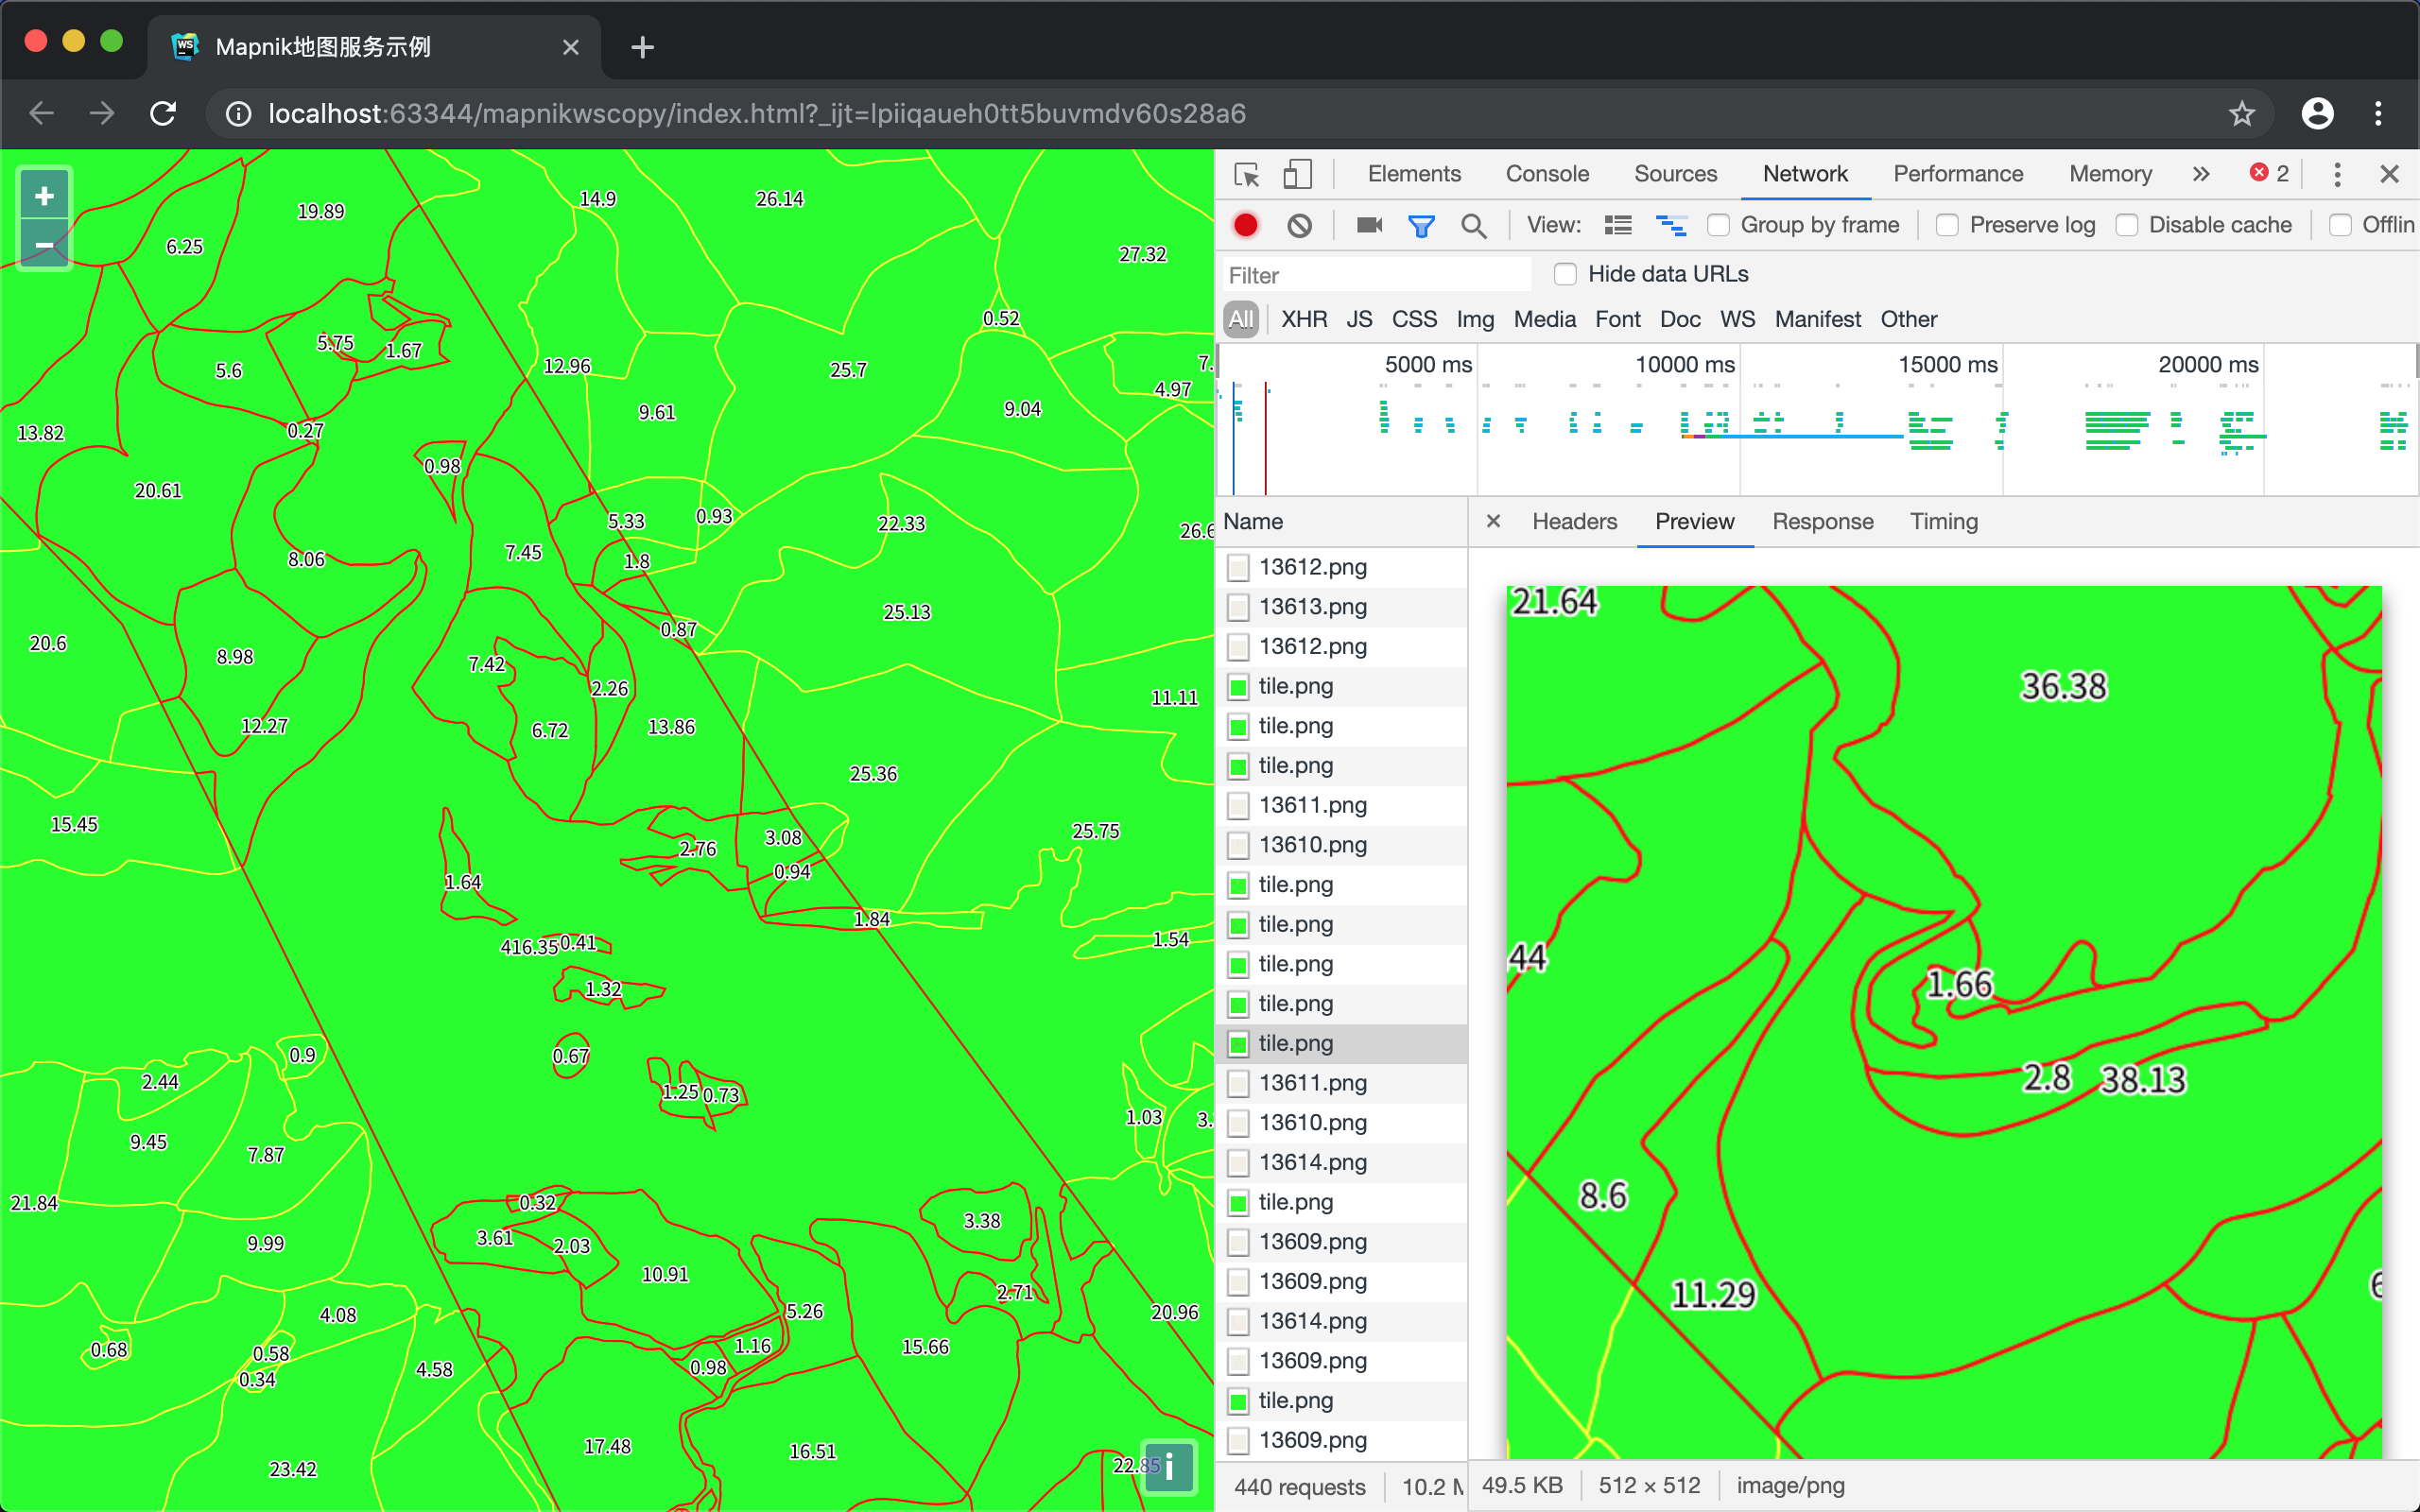 WS Mapnik地图服务示例
localhost:63344/mapnikwscopy/index.html?_ijt=lpiiqaueh0tt5buvmdv60s28a6
+
−
14.9
26.14
19.89
6.25
27.32
0.52
5.75
1.67
5.6
12.96
25.7
7.
4.97
9.61
9.04
13.82
0.27
0.98
20.61
5.33
0.93
22.33
26.6
7.45
8.06
1.8
25.13
0.87
20.6
8.98
7.42
2.26
11.11
12.27
6.72
13.86
25.36
15.45
25.75
3.08
2.76
0.94
1.64
1.84
416.35
0.41
1.54
1.32
0.9
0.67
2.44
1.25
0.73
1.03
3.
9.45
7.87
21.84
0.32
3.38
3.61
2.03
9.99
10.91
2.71
5.26
4.08
20.96
1.16
15.66
0.68
0.58
0.98
4.58
0.34
17.48
16.51
23.42
22.85
i
Elements Console Sources Network Performance Memory » 2
View: Group by frame Preserve log Disable cache Offlin
Filter Hide data URLs
All XHR JS CSS Img Media Font Doc WS Manifest Other
5000 ms 10000 ms 15000 ms 20000 ms
Name
13612.png
13613.png
13612.png
tile.png
tile.png
tile.png
13611.png
13610.png
tile.png
tile.png
tile.png
tile.png
tile.png
13611.png
13610.png
13614.png
tile.png
13609.png
13609.png
13614.png
13609.png
tile.png
13609.png
440 requests 10.2 M
Headers Preview Response Timing
21.64
36.38
44
1.66
2.8
38.13
8.6
11.29
6
49.5 KB 512 × 512 image/png